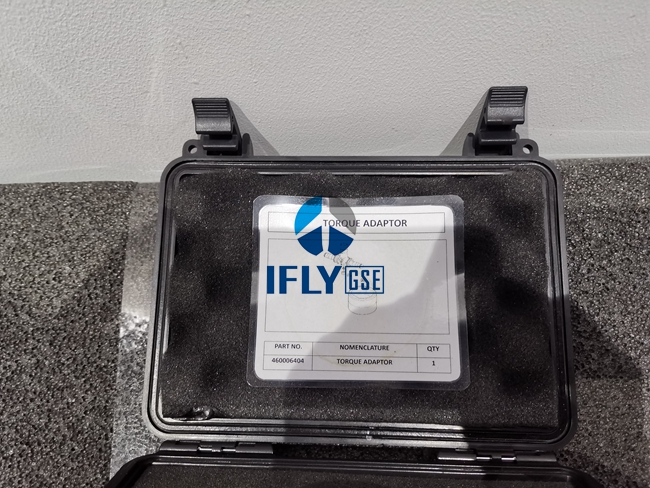 TORQUE ADAPTOR
IFLY GSE
PART NO. NOMENCLATURE QTY
460006404 TORQUE ADAPTOR 1